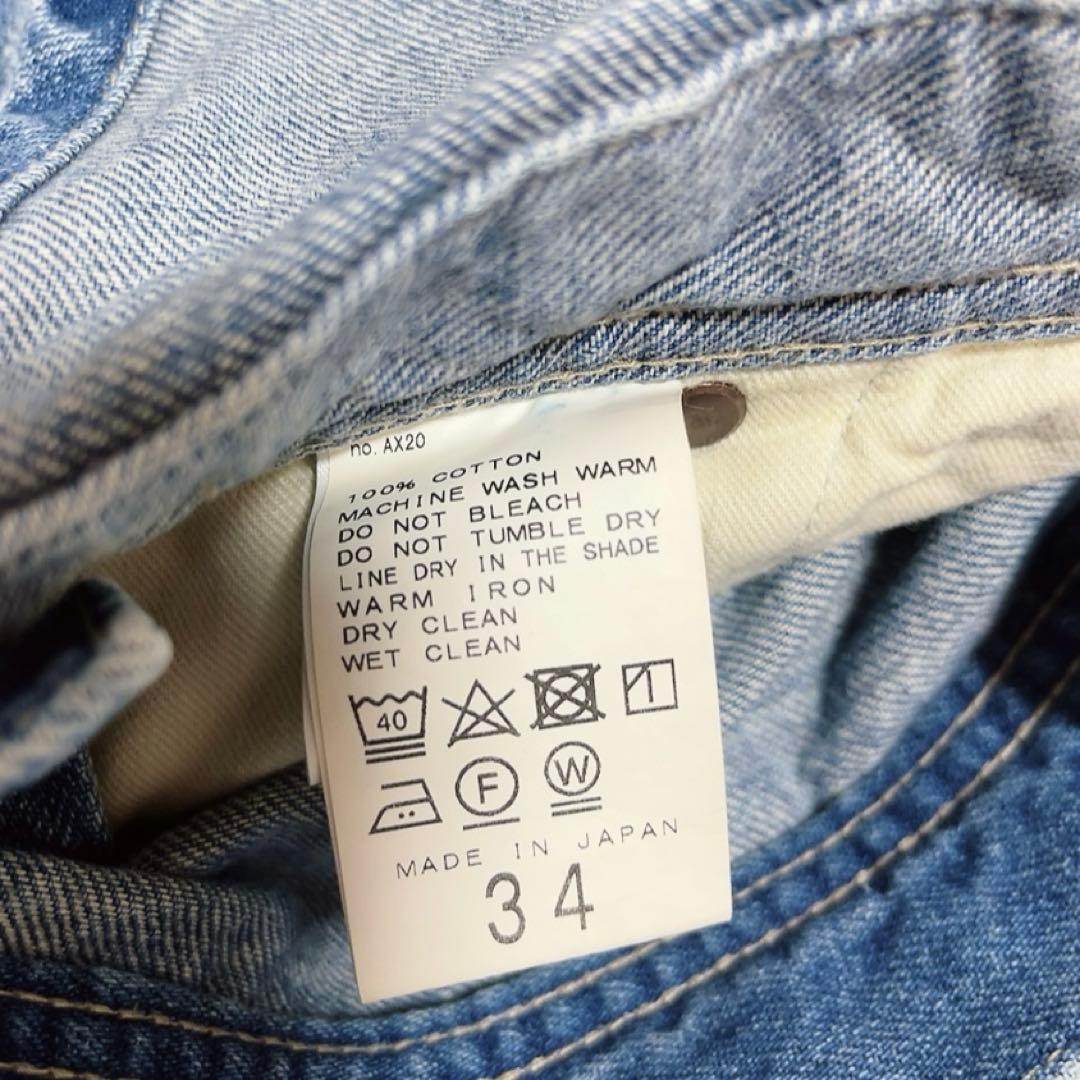 no. AX20
100% COTTON
MACHINE WASH WARM
DO NOT BLEACH
DO NOT TUMBLE DRY
LINE DRY IN THE SHADE
WARM IRON
DRY CLEAN
WET CLEAN
40
F W
MADE IN JAPAN
34